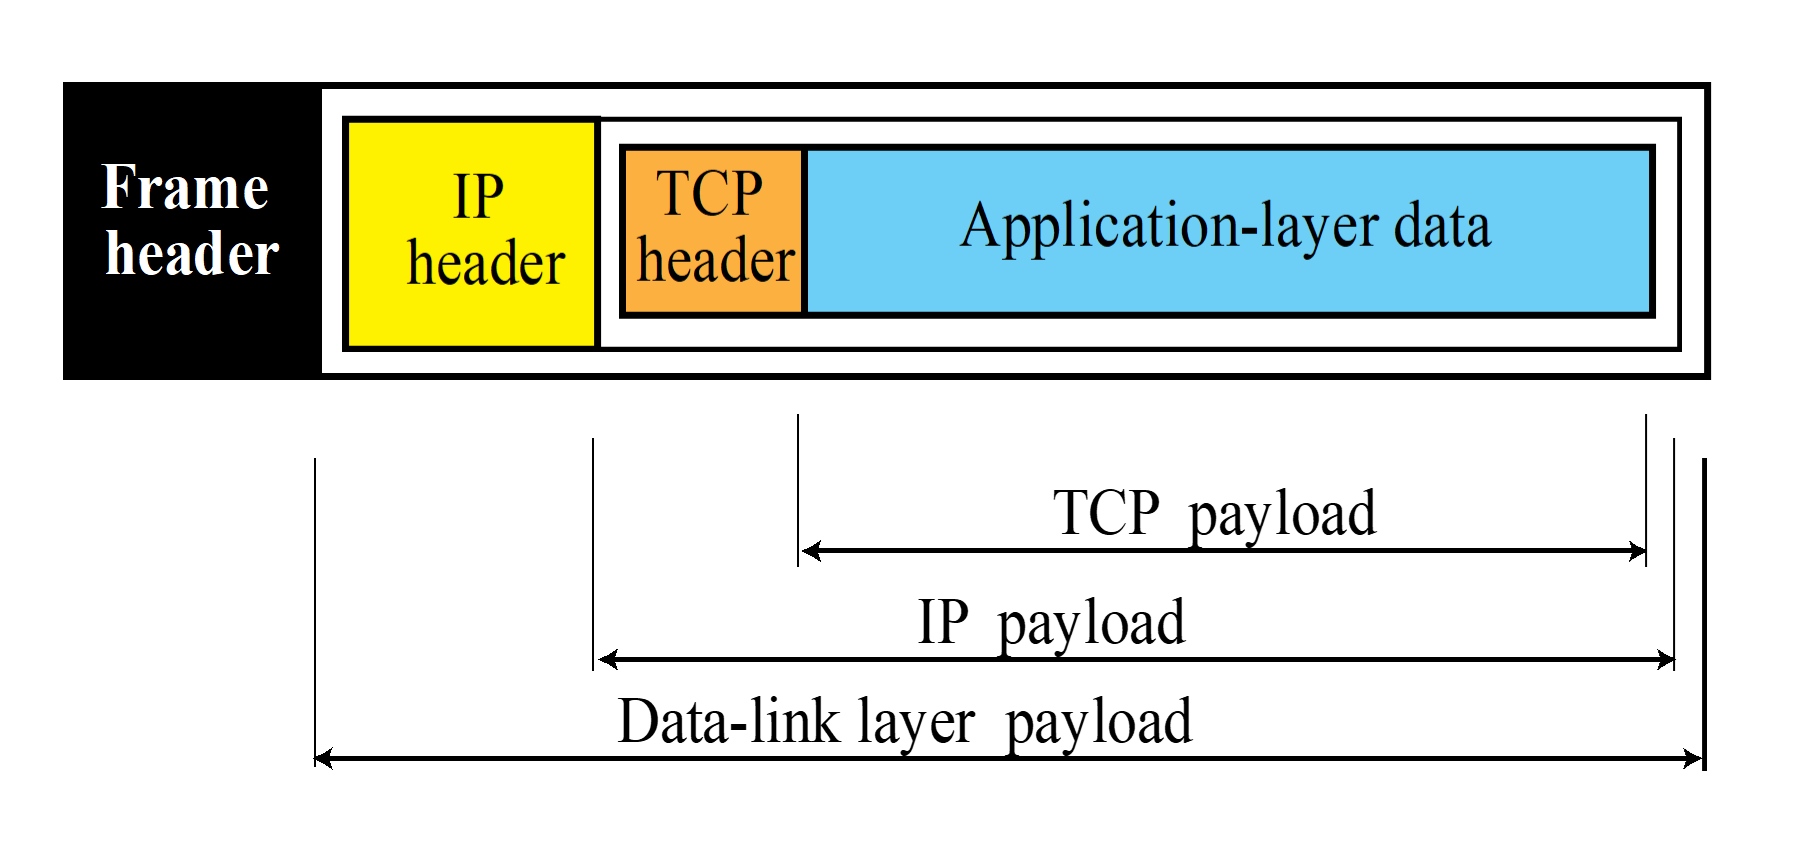 Frame
header
IP
header
TCP
header
Application-layer data
TCP payload
IP payload
Data-link layer payload